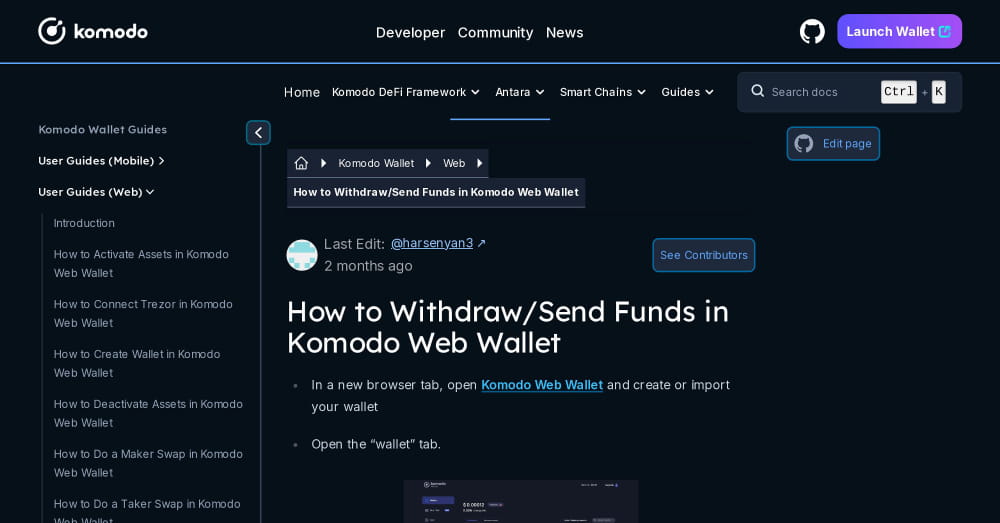 komodo
Developer Community News
Launch Wallet
Home Komodo DeFi Framework Antara Smart Chains Guides
Search docs Ctrl + K
Komodo Wallet Guides
User Guides (Mobile)
User Guides (Web)
Introduction
How to Activate Assets in Komodo
Web Wallet
How to Connect Trezor in Komodo
Web Wallet
How to Create Wallet in Komodo
Web Wallet
How to Deactivate Assets in Komodo
Web Wallet
How to Do a Maker Swap in Komodo
Web Wallet
How to Do a Taker Swap in Komodo
Web Wallet
Edit page
Komodo Wallet Web
How to Withdraw/Send Funds in Komodo Web Wallet
Last Edit: @harsenyan3 ↗
2 months ago
See Contributors
How to Withdraw/Send Funds in
Komodo Web Wallet
In a new browser tab, open Komodo Web Wallet and create or import
your wallet
Open the “wallet” tab.
komodo
$ 0.00012